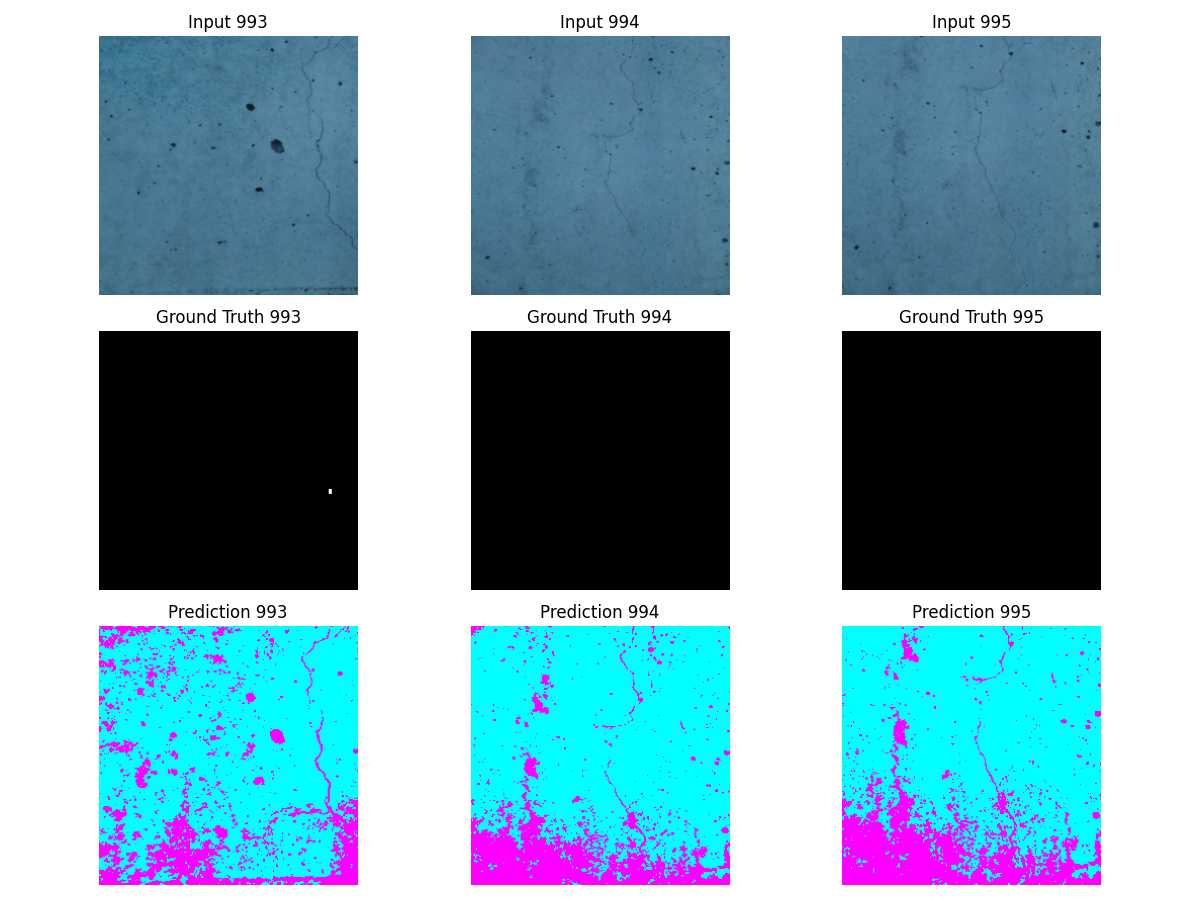 Input 993
Input 994
Input 995
Ground Truth 993
Ground Truth 994
Ground Truth 995
Prediction 993
Prediction 994
Prediction 995